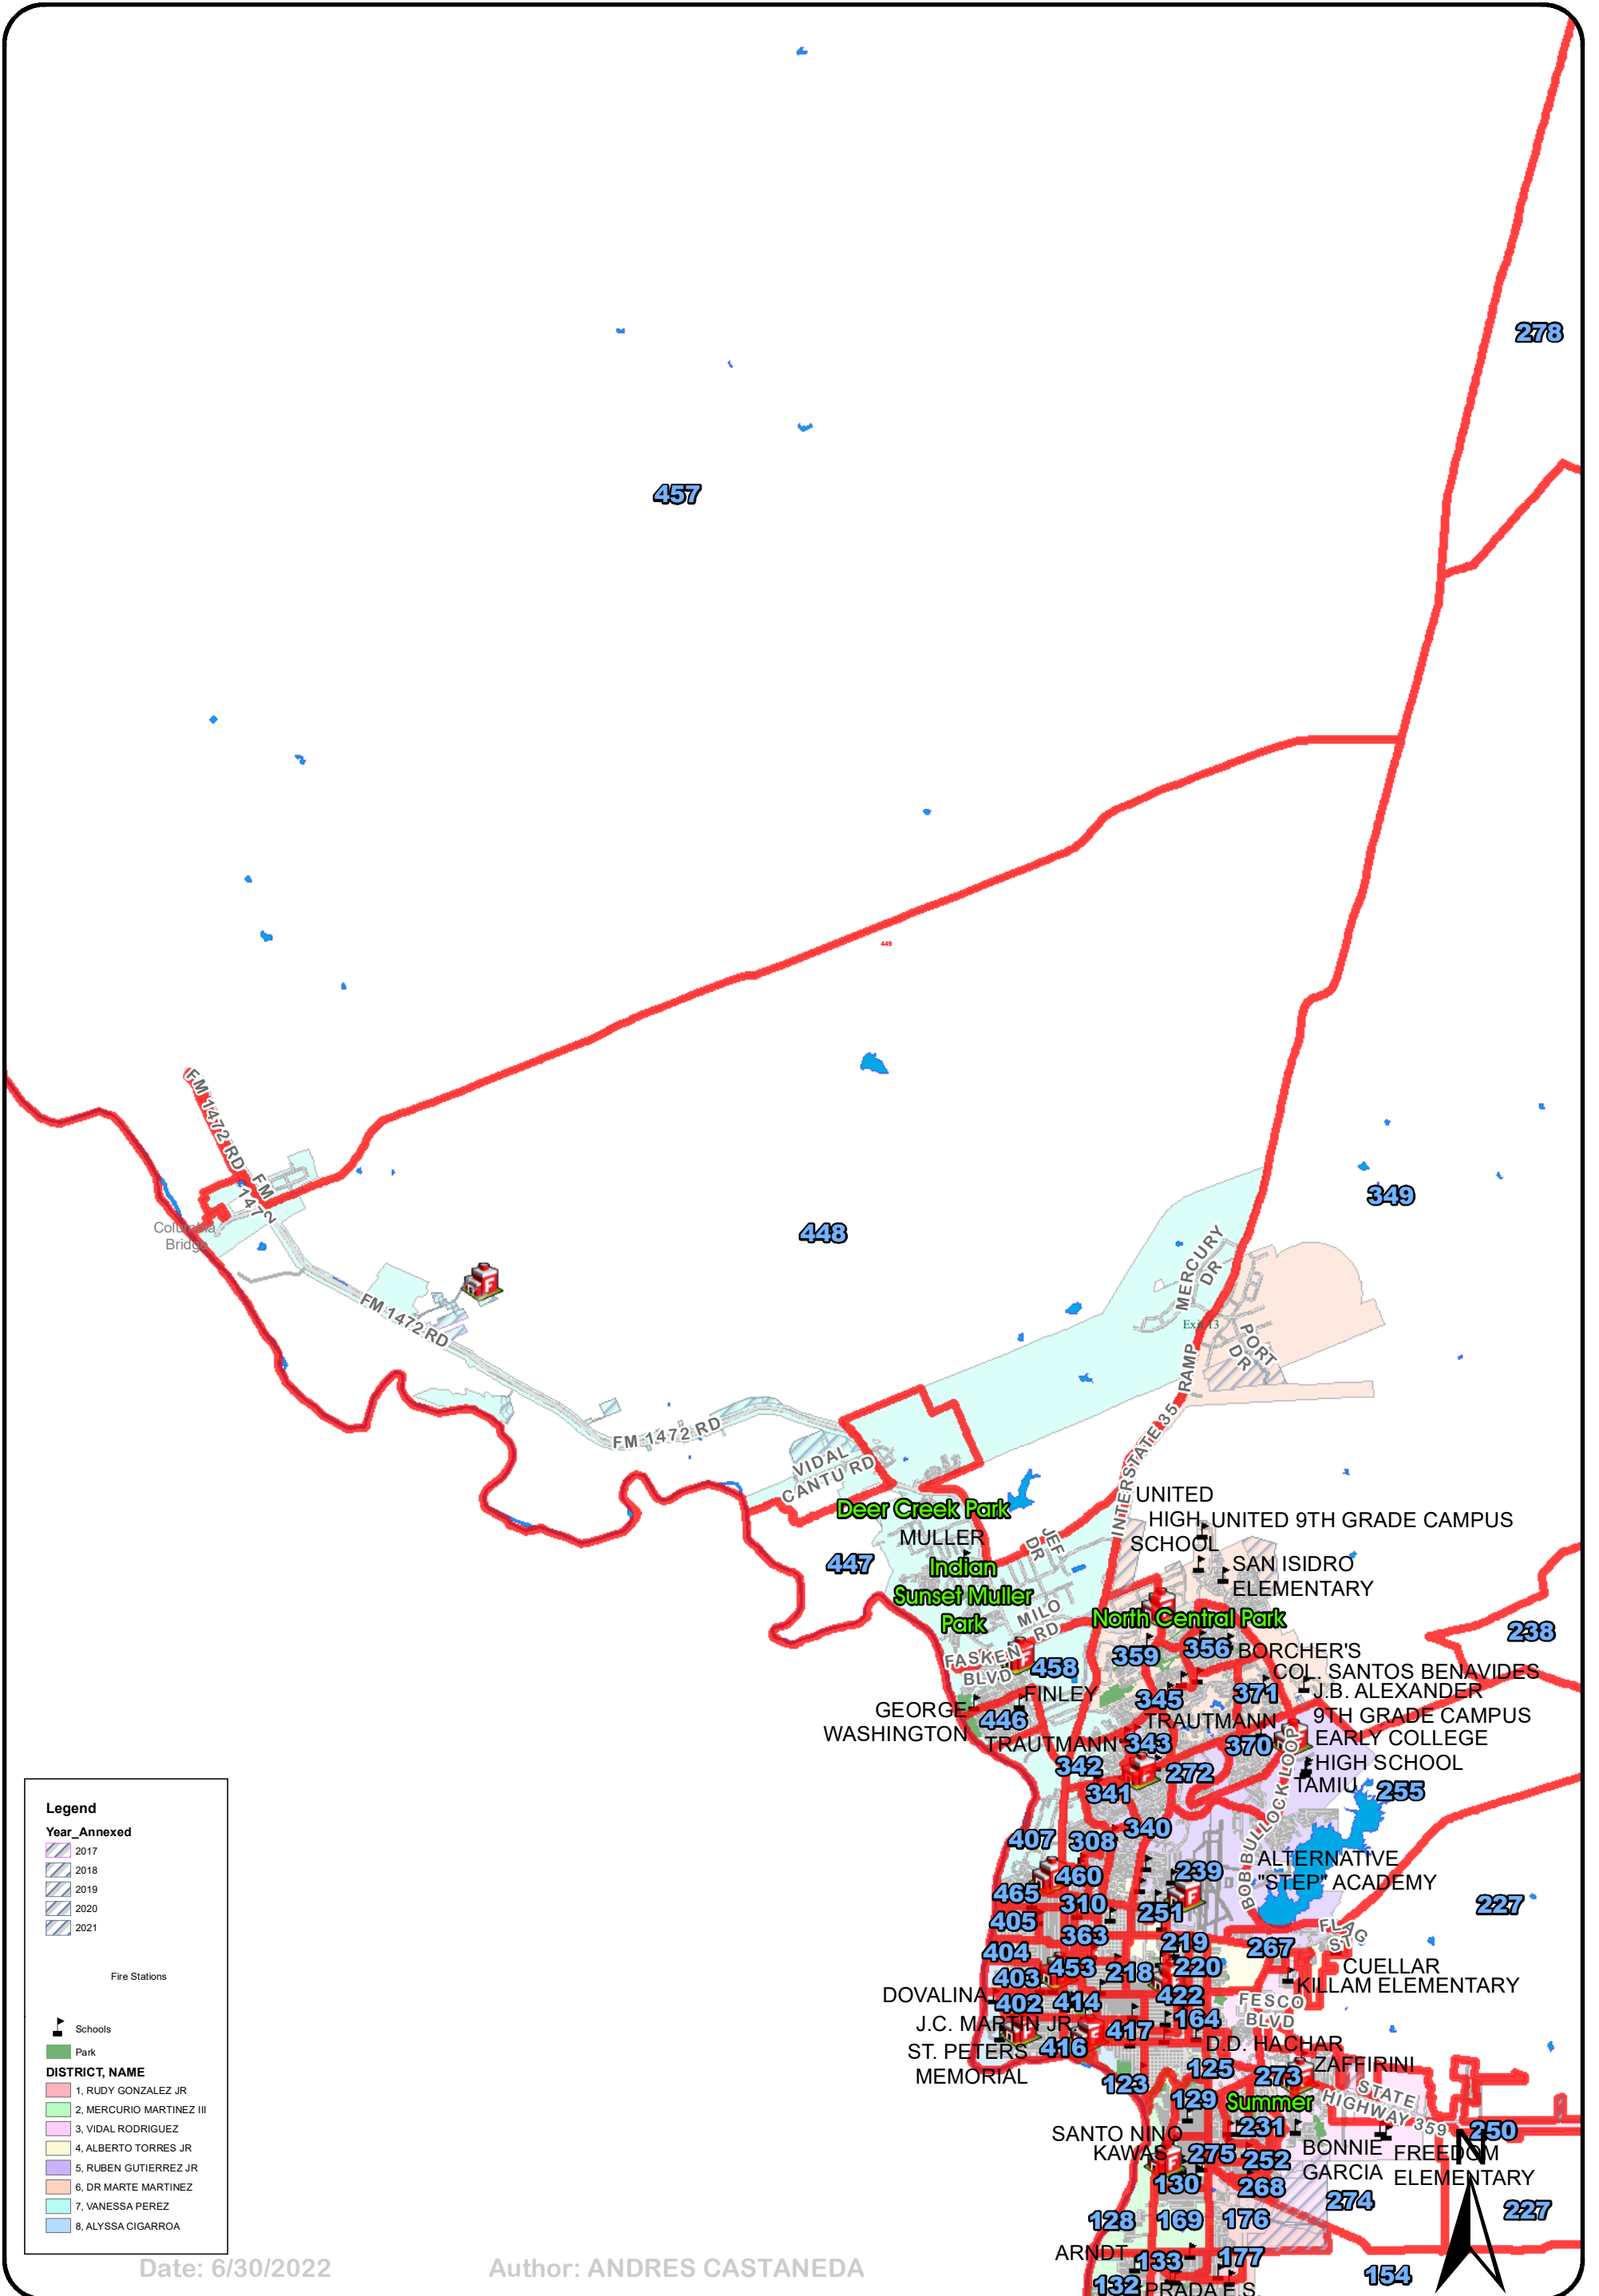 278
457
449
FM 1472 RD
FM
1472
Columbia
Bridge
349
448
MERCURY
DR
Exit 13
PORT
DR
FM 1472 RD
RAMP
FM 1472 RD
VIDAL
CANTU RD
INTERSTATE 35
UNITED
HIGH
SCHOOL
UNITED 9TH GRADE CAMPUS
Deer Creek Park
MULLER
JEF
DR
SAN ISIDRO
ELEMENTARY
447
Indian
Sunset Muller
Park
MILO
RD
North Central Park
238
FASKEN
BLVD
458
359
356
BORCHER'S
COL. SANTOS BENAVIDES
FINLEY
345
371
J.B. ALEXANDER
9TH GRADE CAMPUS
GEORGE
WASHINGTON
446
TRAUTMANN
TRAUTMANN
343
370
EARLY COLLEGE
HIGH SCHOOL
342
272
TAMIU
255
341
BOB BULLOCK LOOP
407
308
340
ALTERNATIVE
"STEP" ACADEMY
460
239
465
310
251
227
405
363
219
267
FLAG
ST
404
453
218
220
CUELLAR
403
KILLAM ELEMENTARY
DOVALINA
402
414
422
FESCO
BLVD
J.C. MARTIN JR.
417
164
ST. PETERS
MEMORIAL
416
D.D. HACHAR
125
273
ZAFFIRINI
123
129
Summer
STATE
HIGHWAY 359
SANTO NINO
231
250
KAWAS
275
252
BONNIE
GARCIA
FREEDOM
ELEMENTARY
N
130
268
274
227
128
169
176
ARNDT
133
177
154
132
PRADA E.S.
Legend
Year_Annexed
2017
2018
2019
2020
2021
Fire Stations
Schools
Park
DISTRICT, NAME
1, RUDY GONZALEZ JR
2, MERCURIO MARTINEZ III
3, VIDAL RODRIGUEZ
4, ALBERTO TORRES JR
5, RUBEN GUTIERREZ JR
6, DR MARTE MARTINEZ
7, VANESSA PEREZ
8, ALYSSA CIGARROA
Date: 6/30/2022
Author: ANDRES CASTANEDA